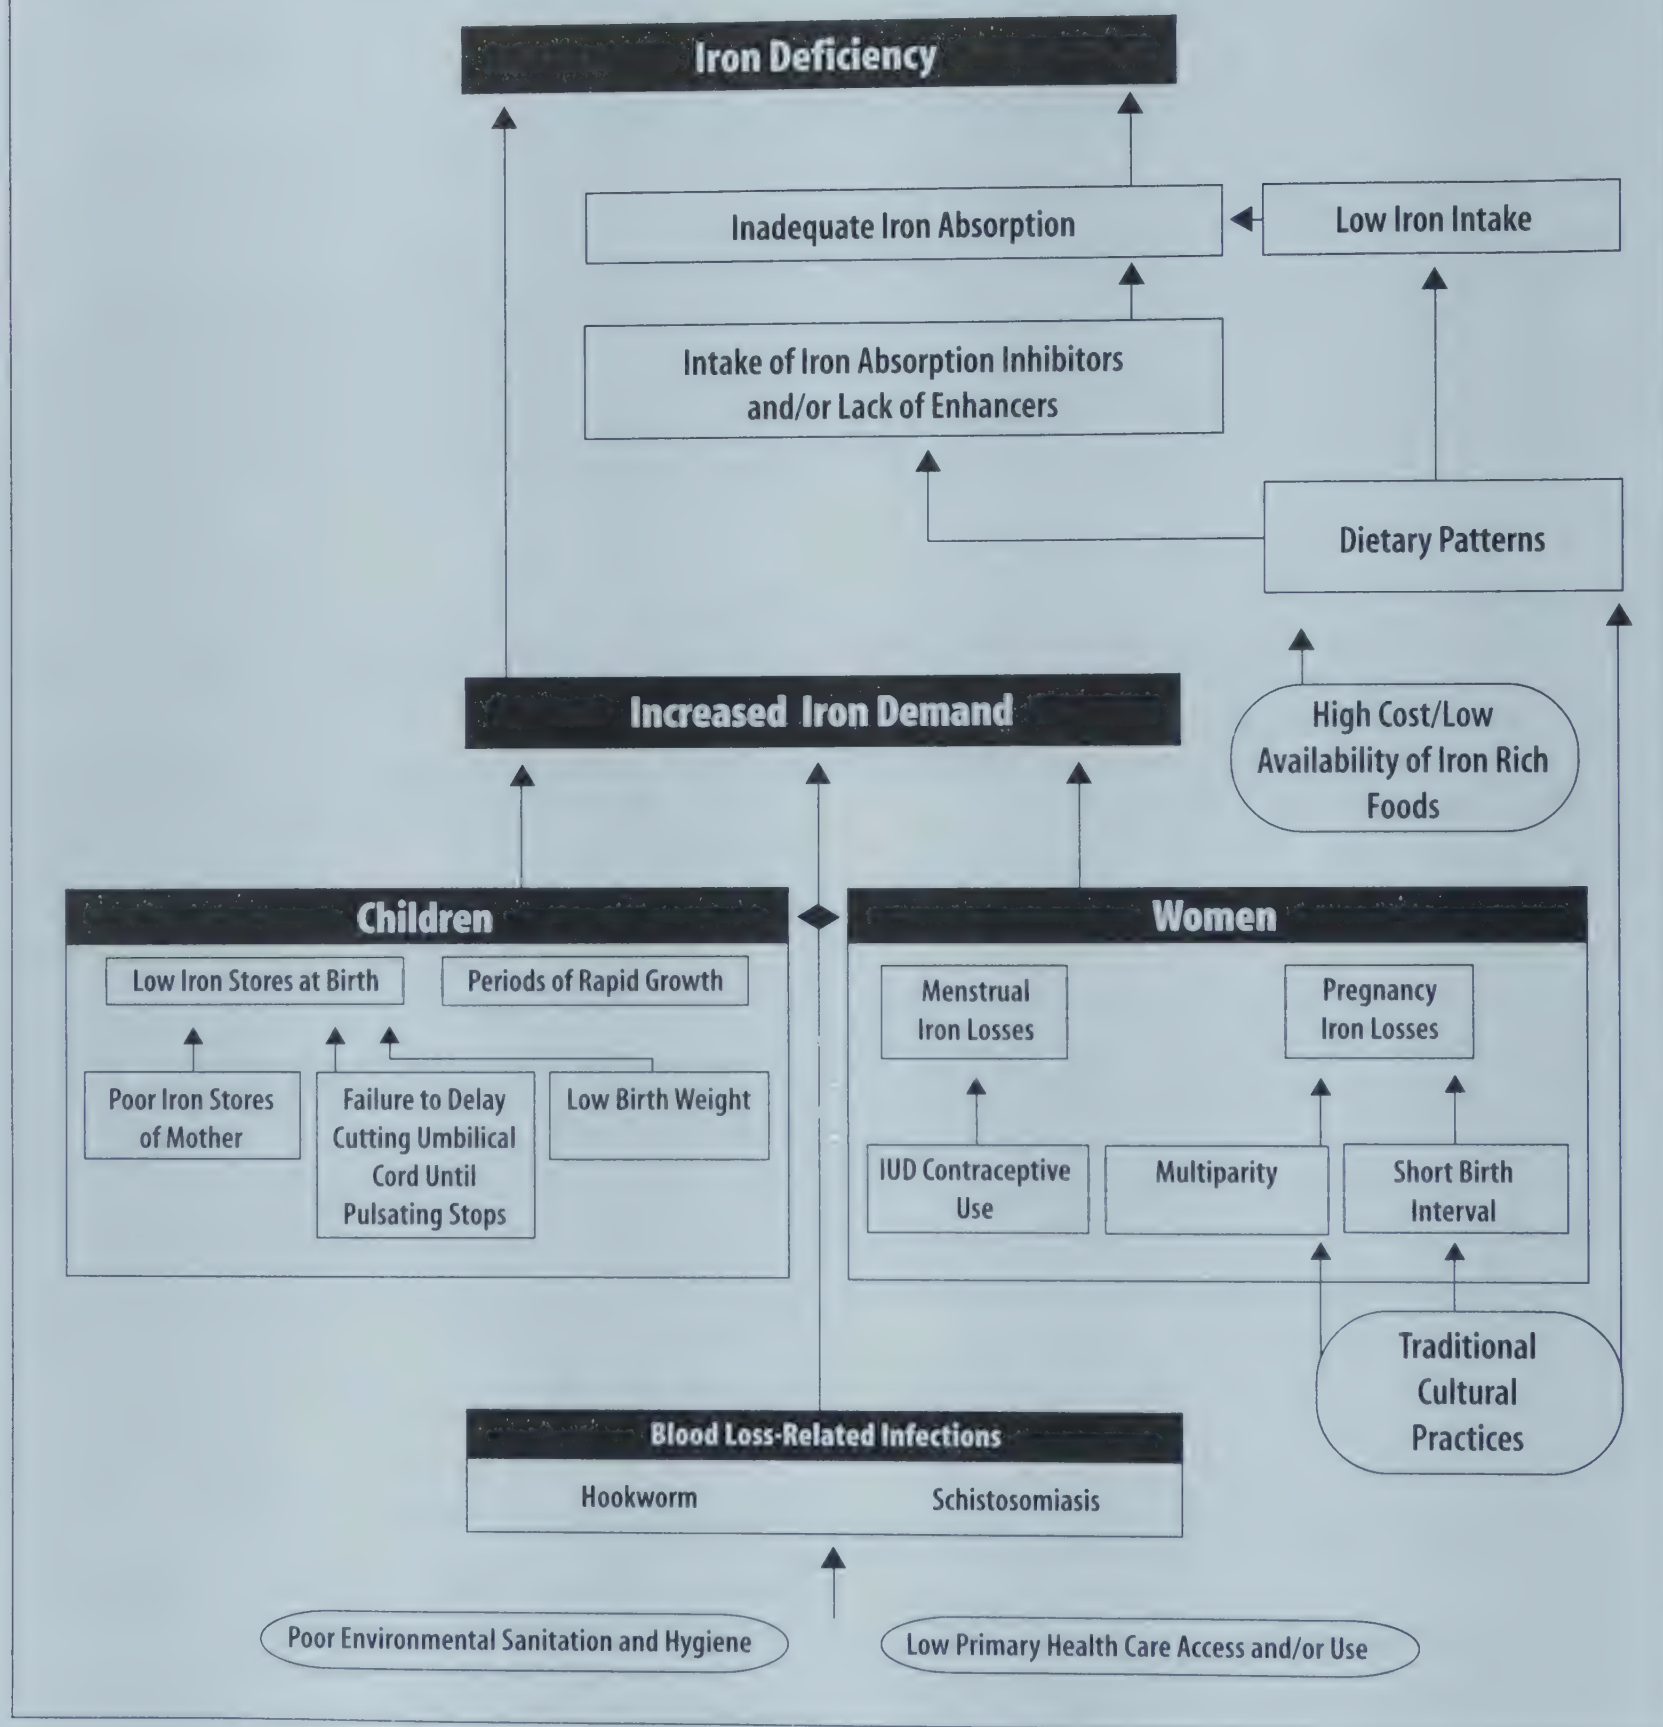 Iron Deficiency
Inadequate Iron Absorption
Low Iron Intake
Intake of Iron Absorption Inhibitors
and/or Lack of Enhancers
Dietary Patterns
Increased Iron Demand
High Cost/Low
Availability of Iron Rich
Foods
Children
Low Iron Stores at Birth
Periods of Rapid Growth
Poor Iron Stores
of Mother
Failure to Delay
Cutting Umbilical
Cord Until
Pulsating Stops
Low Birth Weight
Women
Menstrual
Iron Losses
Pregnancy
Iron Losses
IUD Contraceptive
Use
Multiparity
Short Birth
Interval
Traditional
Cultural
Practices
Blood Loss-Related Infections
Hookworm
Schistosomiasis
Poor Environmental Sanitation and Hygiene
Low Primary Health Care Access and/or Use